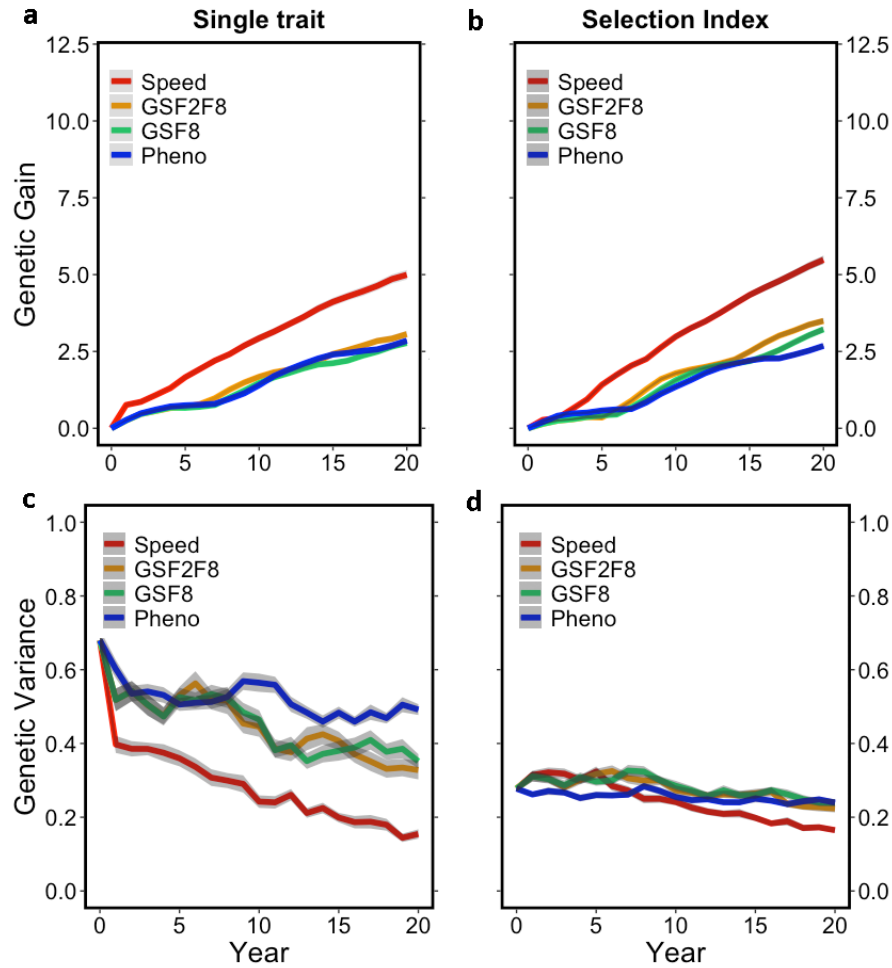 a Single trait
b Selection Index
12.5
10.0
7.5
5.0
2.5
0.0
Genetic Gain
Speed
GSF2F8
GSF8
Pheno
0 5 10 15 20
Speed
GSF2F8
GSF8
Pheno
12.5
10.0
7.5
5.0
2.5
0.0
0 5 10 15 20
c
1.0
0.8
0.6
0.4
0.2
0.0
Genetic Variance
Speed
GSF2F8
GSF8
Pheno
0 5 10 15 20
Year
d
Speed
GSF2F8
GSF8
Pheno
1.0
0.8
0.6
0.4
0.2
0.0
0 5 10 15 20
Year